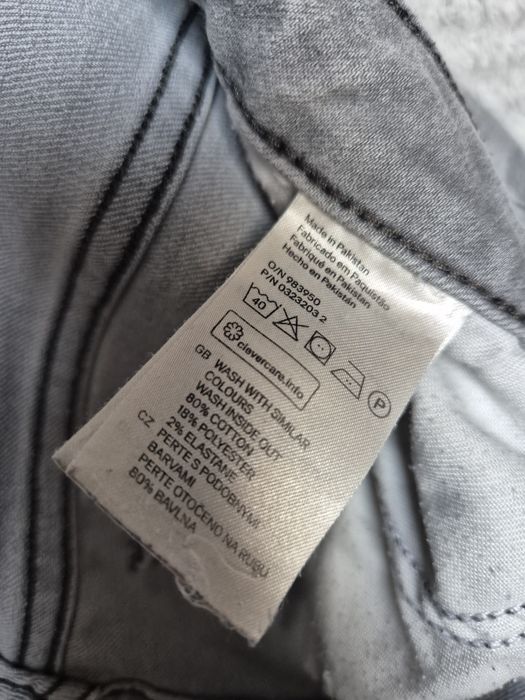 Made in Pakistan
Fabricado em Paquistão
Fabriqué en Pakistan
Hecho en Pakistán
O/N 983950
P/N 0323203 2
40
P
clevercare.info
GB WASH WITH SIMILAR
COLOURS
WASH INSIDE OUT
80% COTTON
18% POLYESTER
2% ELASTANE
CZ PERTE S PODOBNÝMI
BARVAMI
PERTE OTOČENO NA RUBU
80% BAVLNA